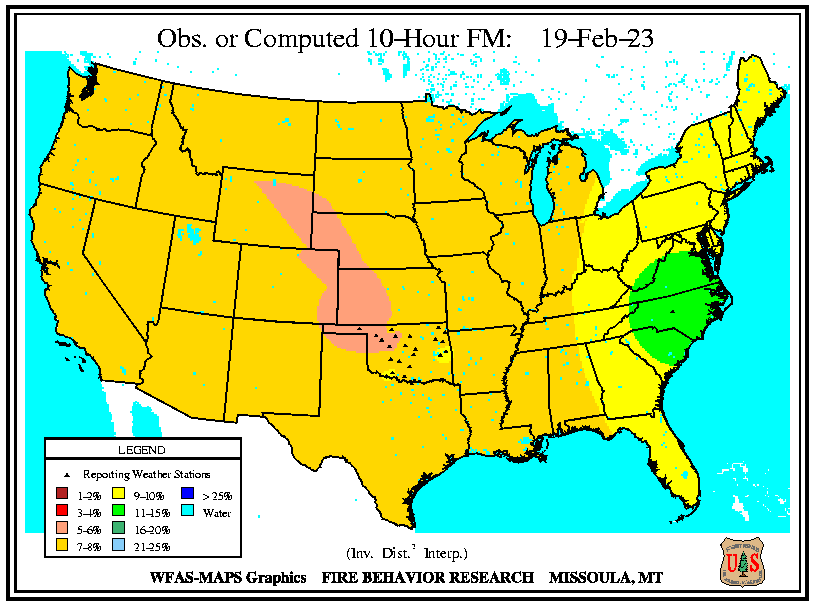 Obs. or Computed 10-Hour FM: 19-Feb-23
LEGEND
Reporting Weather Stations
1-2% 9-10% > 25%
3-4% 11-15% Water
5-6% 16-20%
7-8% 21-25%
(Inv. Dist.² Interp.)
WFAS-MAPS Graphics FIRE BEHAVIOR RESEARCH MISSOULA, MT
U S